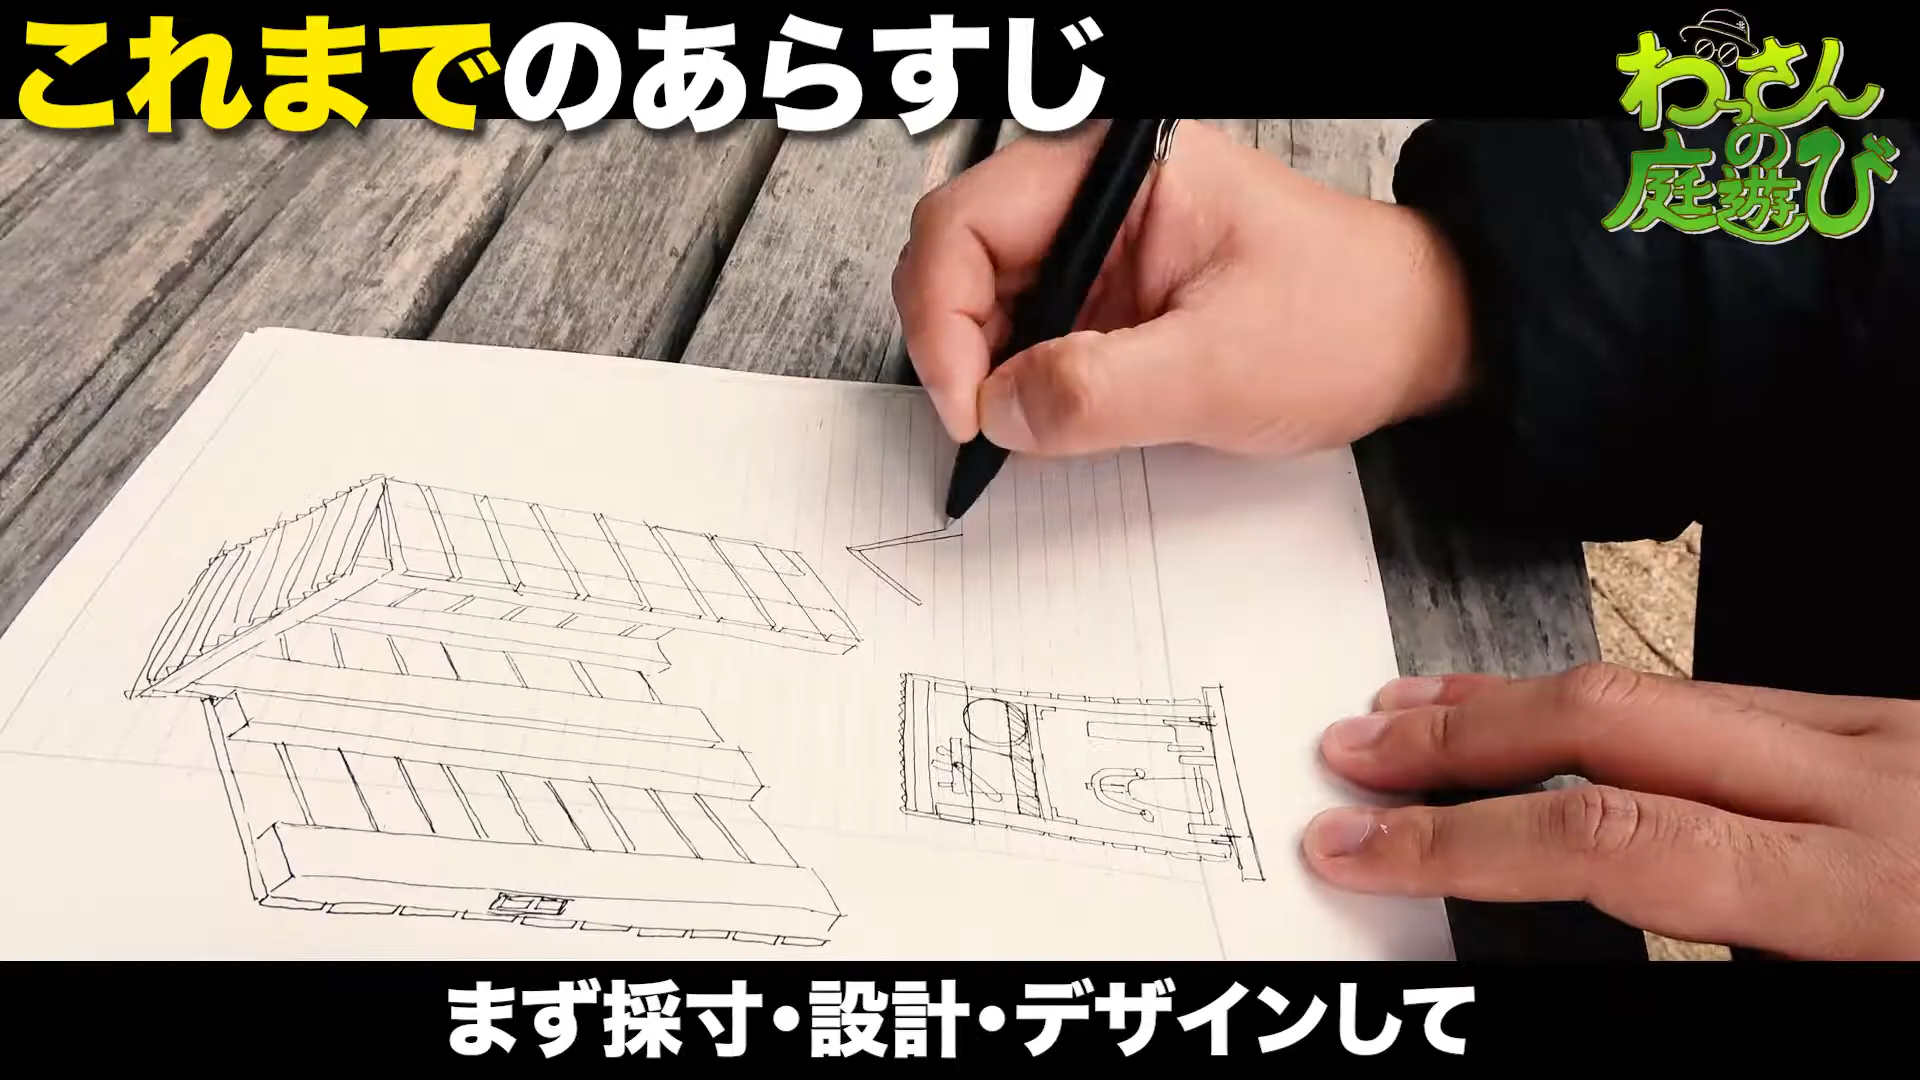 これまでのあらすじ
わっさん
の
庭遊び
まず採寸・設計・デザインして